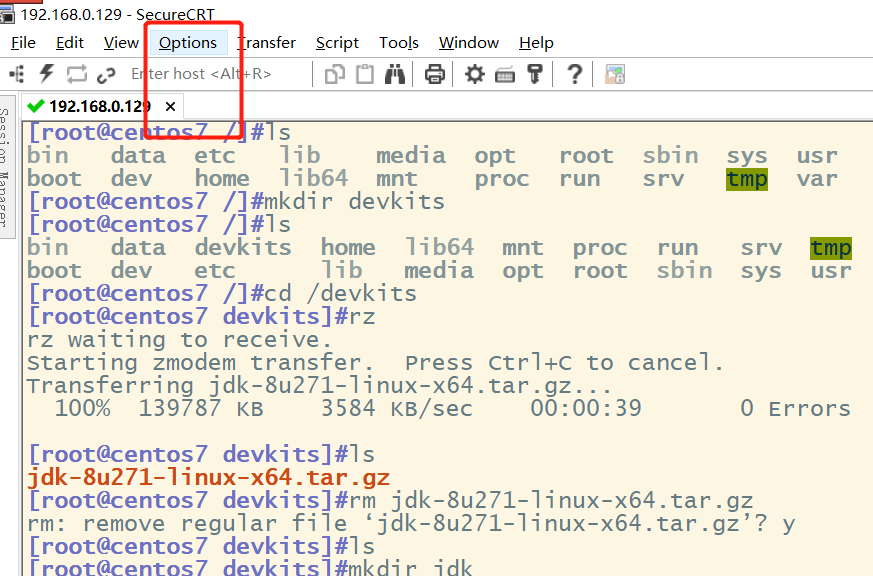 192.168.0.129 - SecureCRT
File Edit View Options Transfer Script Tools Window Help
Enter host <Alt+R>
Session Manager
192.168.0.129 ×
[root@centos7 /]#ls
bin data etc lib media opt root sbin sys usr
boot dev home lib64 mnt proc run srv tmp var
[root@centos7 /]#mkdir devkits
[root@centos7 /]#ls
bin data devkits home lib64 mnt proc run srv tmp
boot dev etc lib media opt root sbin sys usr
[root@centos7 /]#cd /devkits
[root@centos7 devkits]#rz
rz waiting to receive.
Starting zmodem transfer. Press Ctrl+C to cancel.
Transferring jdk-8u271-linux-x64.tar.gz...
100% 139787 KB 3584 KB/sec 00:00:39 0 Errors
[root@centos7 devkits]#ls
jdk-8u271-linux-x64.tar.gz
[root@centos7 devkits]#rm jdk-8u271-linux-x64.tar.gz
rm: remove regular file ‘jdk-8u271-linux-x64.tar.gz’? y
[root@centos7 devkits]#ls
[root@centos7 devkits]#mkdir jdk